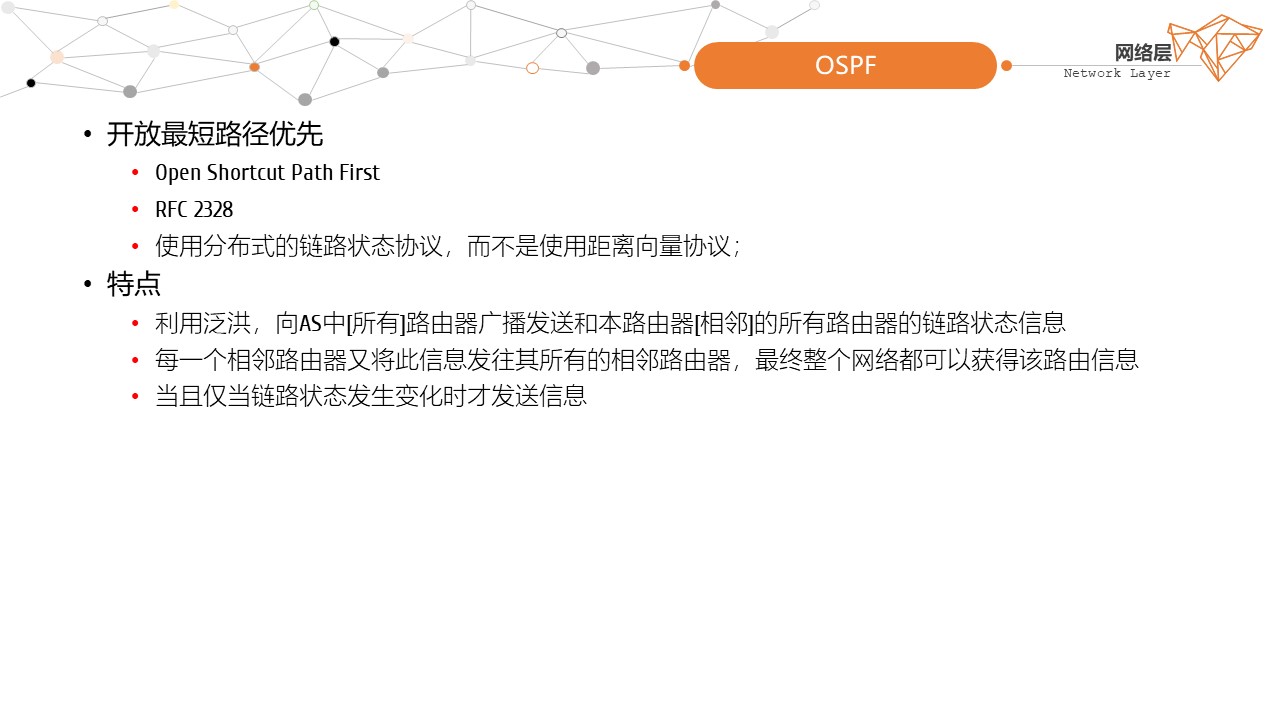 OSPF
网络层
Network Layer
• 开放最短路径优先
• Open Shortcut Path First
• RFC 2328
• 使用分布式的链路状态协议，而不是使用距离向量协议；
• 特点
• 利用泛洪，向AS中[所有]路由器广播发送和本路由器[相邻]的所有路由器的链路状态信息
• 每一个相邻路由器又将此信息发往其所有的相邻路由器，最终整个网络都可以获得该路由信息
• 当且仅当链路状态发生变化时才发送信息